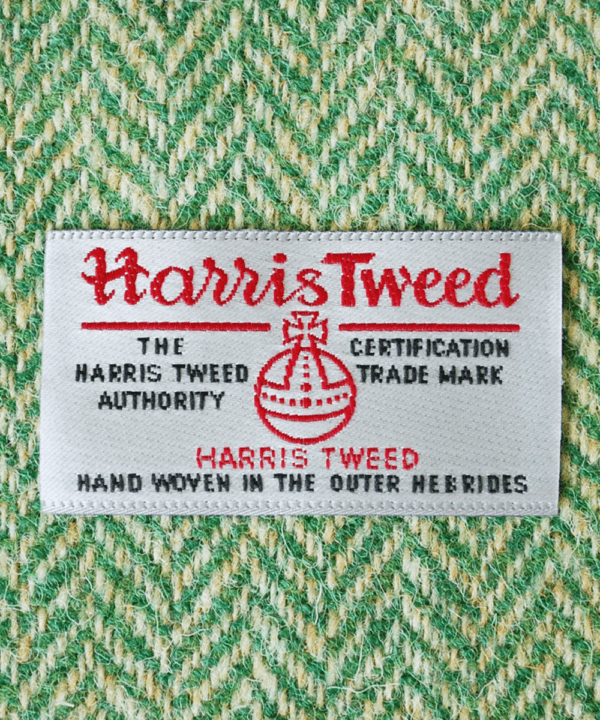 Harris Tweed
THE CERTIFICATION
HARRIS TWEED TRADE MARK
AUTHORITY
HARRIS TWEED
HAND WOVEN IN THE OUTER HEBRIDES